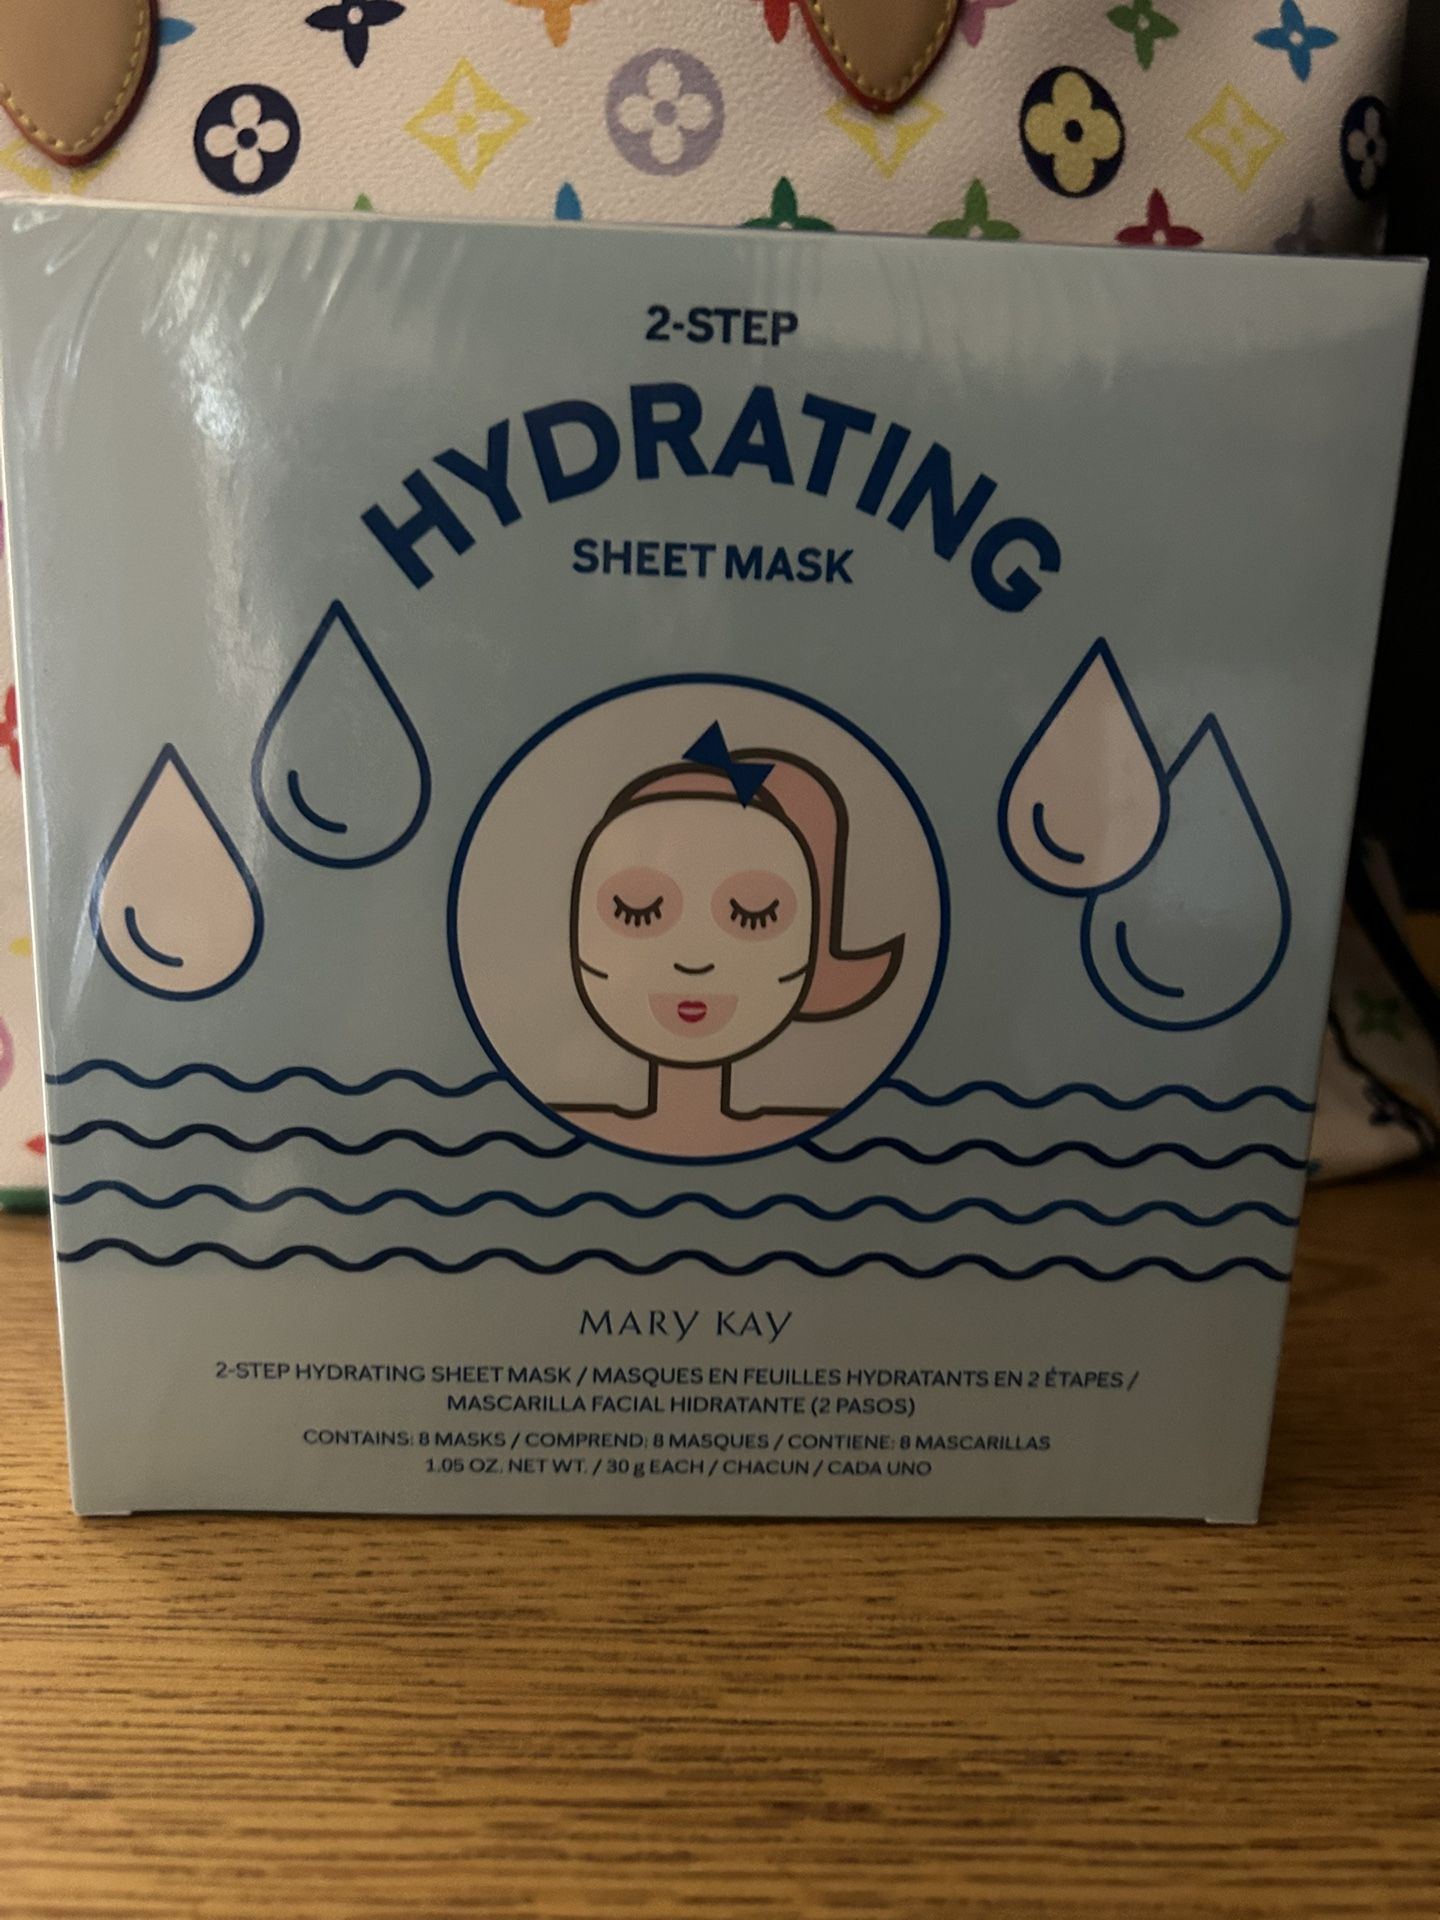 2-STEP
HYDRATING
SHEET MASK
MARY KAY
2-STEP HYDRATING SHEET MASK / MASQUES EN FEUILLES HYDRATANTS EN 2 ÉTAPES /
MASCARILLA FACIAL HIDRATANTE (2 PASOS)
CONTAINS: 8 MASKS / COMPREND: 8 MASQUES / CONTIENE: 8 MASCARILLAS
1.05 OZ. NET WT. / 30 g EACH / CHACUN / CADA UNO